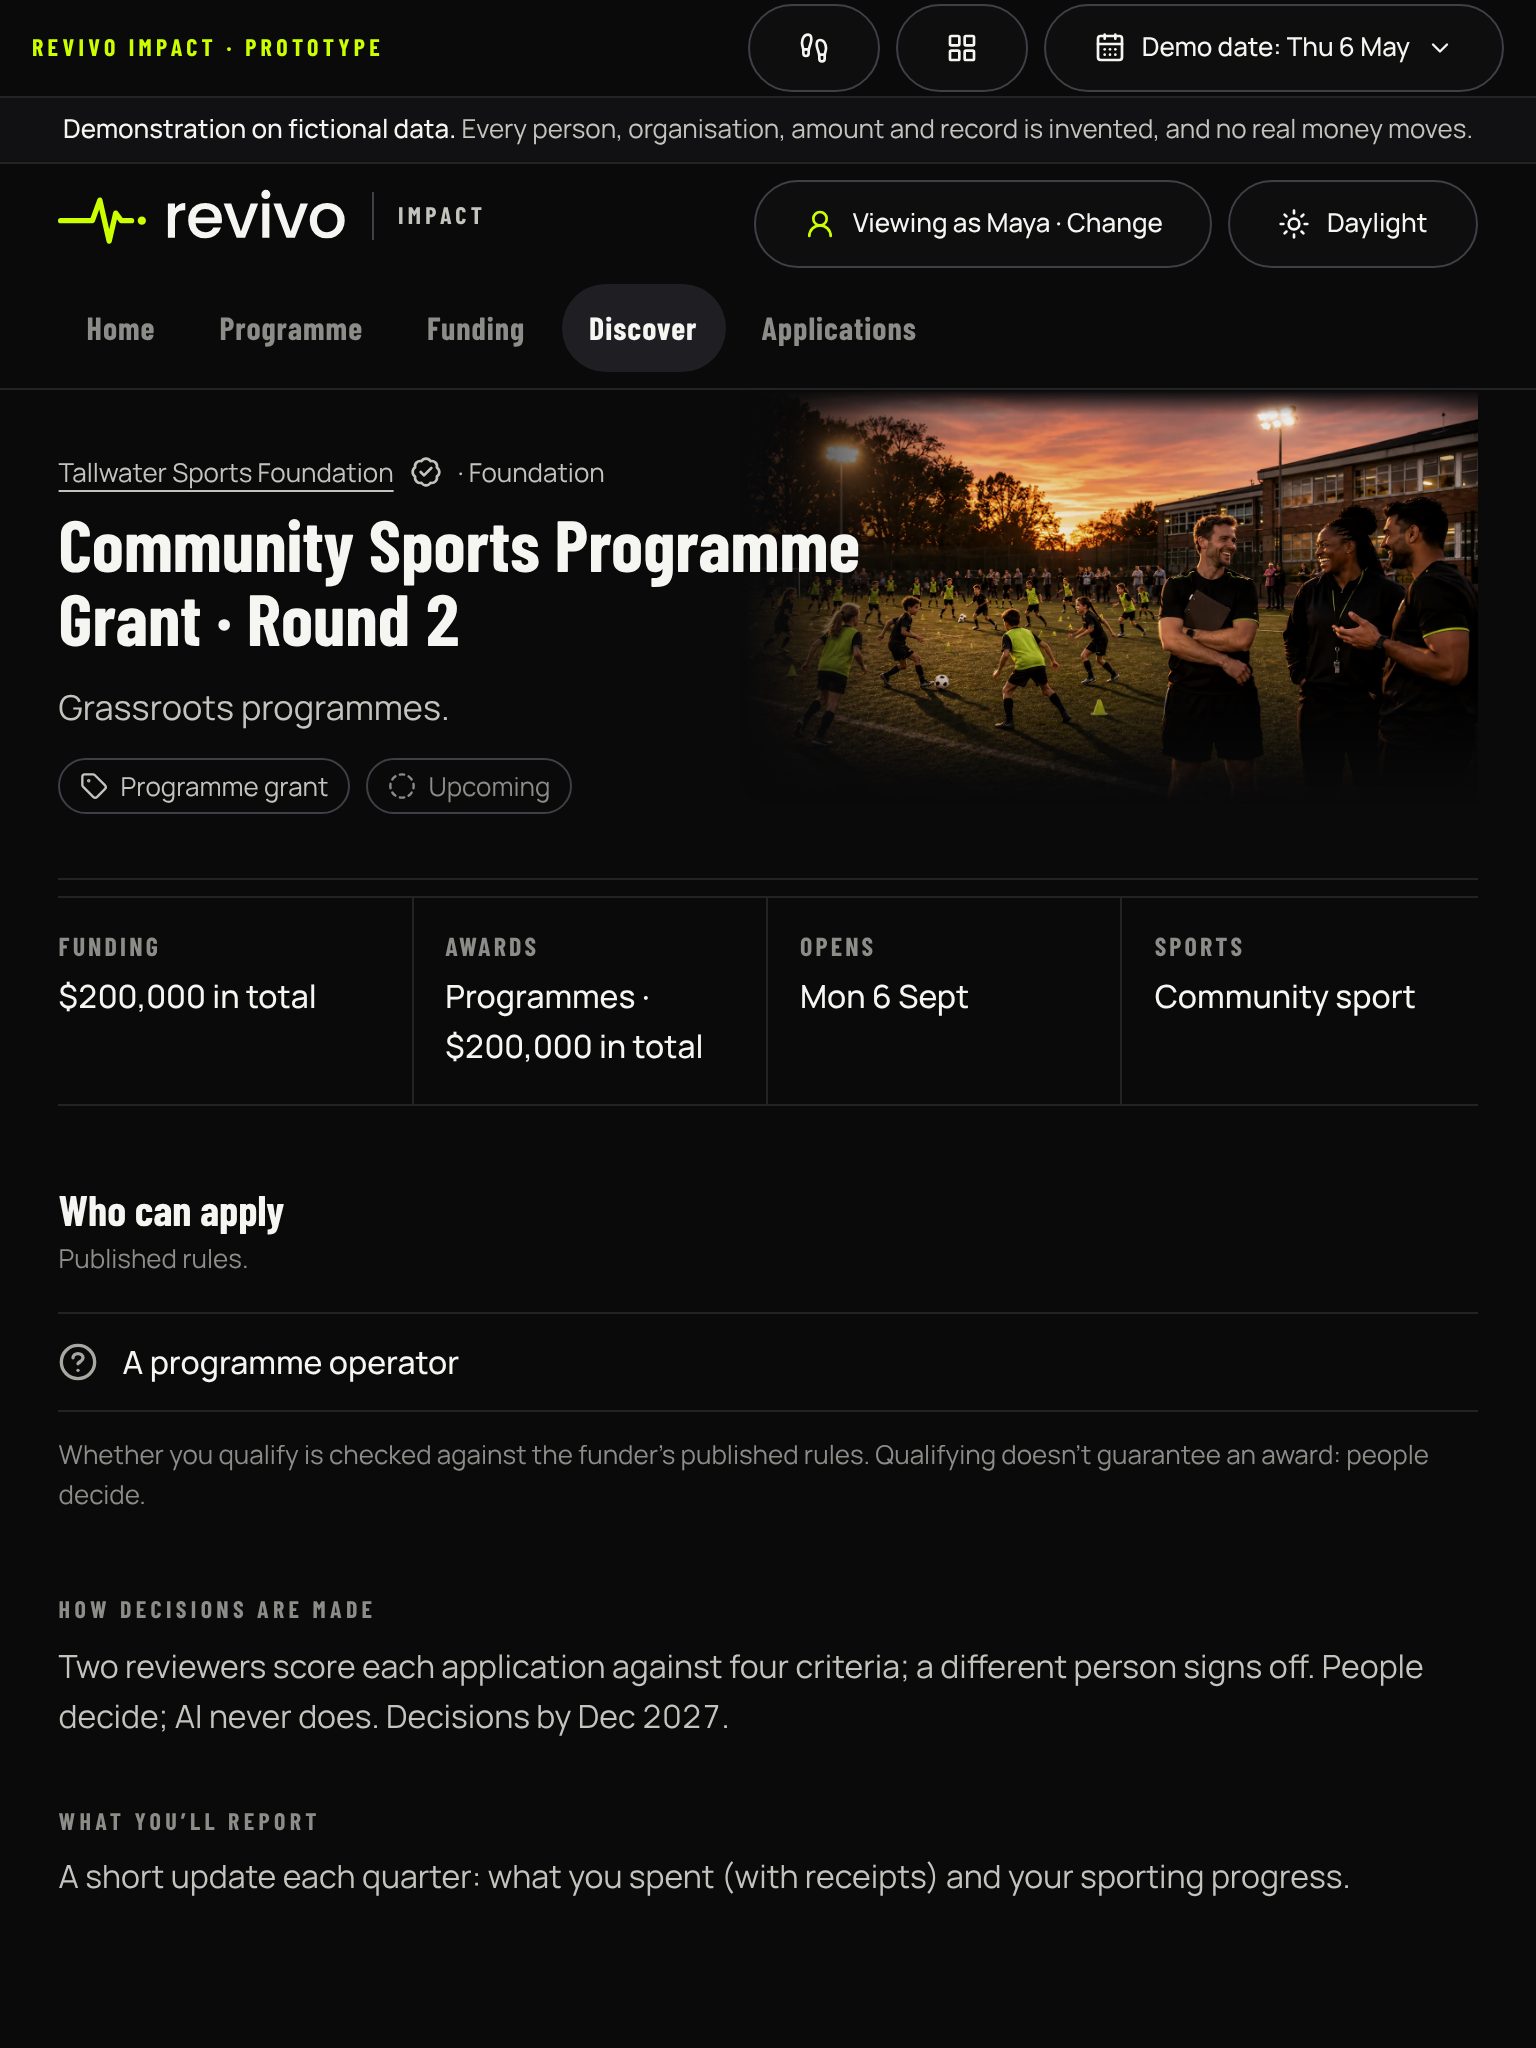 REVIVO IMPACT · PROTOTYPE
Demo date: Thu 6 May
Demonstration on fictional data. Every person, organisation, amount and record is invented, and no real money moves.
revivo
IMPACT
Viewing as Maya · Change
Daylight
Home
Programme
Funding
Discover
Applications
Tallwater Sports Foundation · Foundation
Community Sports Programme
Grant · Round 2
Grassroots programmes.
Programme grant
Upcoming
FUNDING
$200,000 in total
AWARDS
Programmes ·
$200,000 in total
OPENS
Mon 6 Sept
SPORTS
Community sport
Who can apply
Published rules.
A programme operator
Whether you qualify is checked against the funder’s published rules. Qualifying doesn’t guarantee an award: people
decide.
HOW DECISIONS ARE MADE
Two reviewers score each application against four criteria; a different person signs off. People
decide; AI never does. Decisions by Dec 2027.
WHAT YOU’LL REPORT
A short update each quarter: what you spent (with receipts) and your sporting progress.